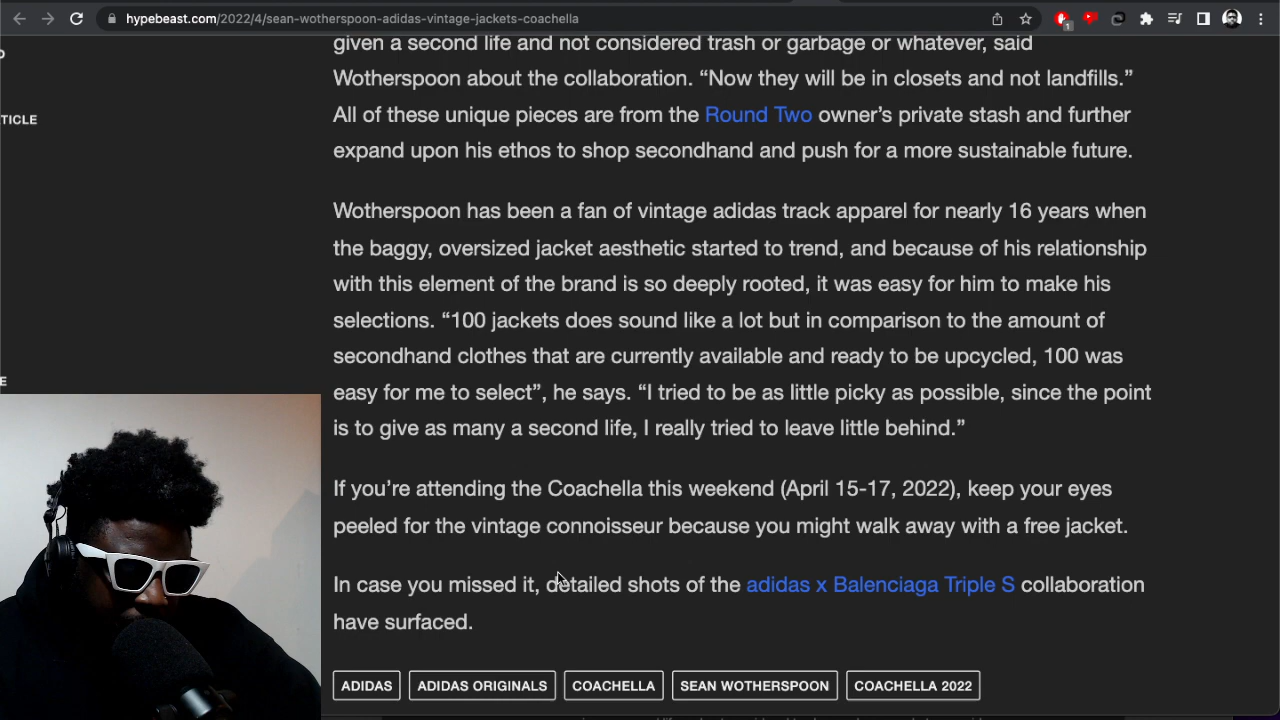 hypebeast.com/2022/4/sean-wotherspoon-adidas-vintage-jackets-coachella
1
given a second life and not considered trash or garbage or whatever, said
Wotherspoon about the collaboration. “Now they will be in closets and not landfills.”
TICLE
All of these unique pieces are from the Round Two owner’s private stash and further
expand upon his ethos to shop secondhand and push for a more sustainable future.
Wotherspoon has been a fan of vintage adidas track apparel for nearly 16 years when
the baggy, oversized jacket aesthetic started to trend, and because of his relationship
with this element of the brand is so deeply rooted, it was easy for him to make his
selections. “100 jackets does sound like a lot but in comparison to the amount of
secondhand clothes that are currently available and ready to be upcycled, 100 was
E
easy for me to select”, he says. “I tried to be as little picky as possible, since the point
is to give as many a second life, I really tried to leave little behind.”
If you’re attending the Coachella this weekend (April 15-17, 2022), keep your eyes
peeled for the vintage connoisseur because you might walk away with a free jacket.
In case you missed it, detailed shots of the adidas x Balenciaga Triple S collaboration
have surfaced.
ADIDAS
ADIDAS ORIGINALS
COACHELLA
SEAN WOTHERSPOON
COACHELLA 2022